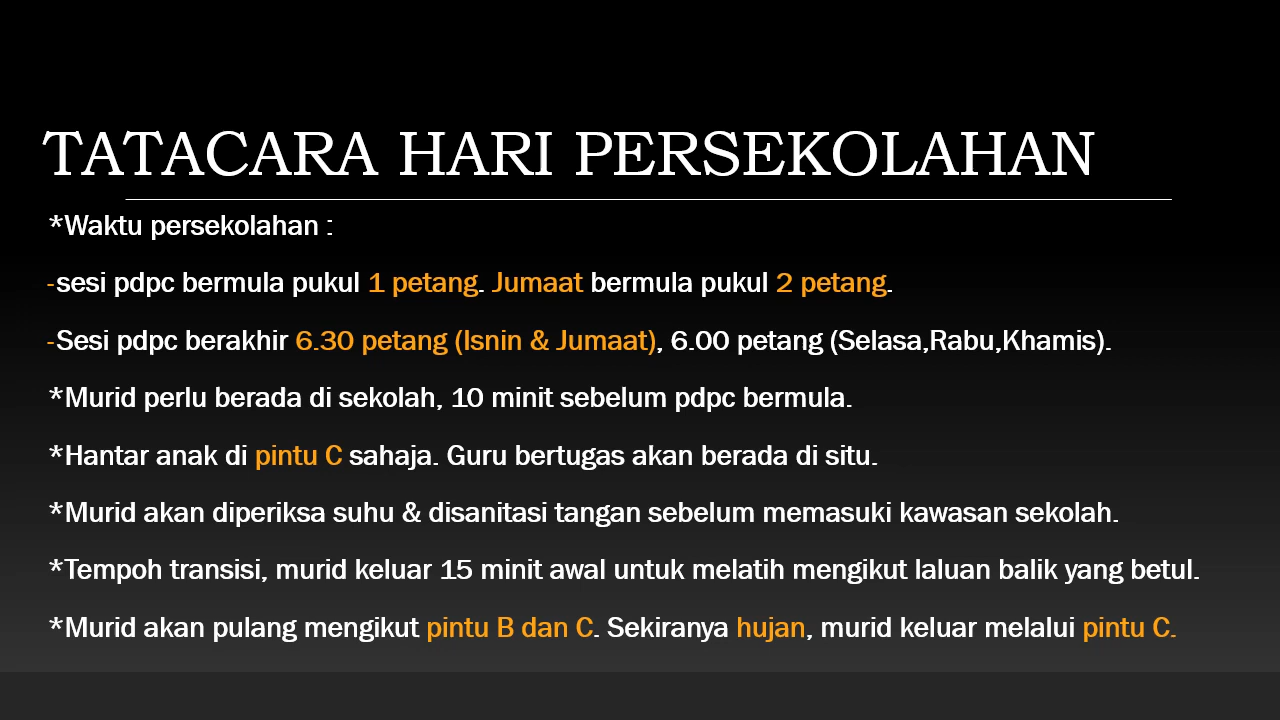 TATACARA HARI PERSEKOLAHAN
*Waktu persekolahan :
-sesi pdpc bermula pukul 1 petang. Jumaat bermula pukul 2 petang.
-Sesi pdpc berakhir 6.30 petang (Isnin & Jumaat), 6.00 petang (Selasa,Rabu,Khamis).
*Murid perlu berada di sekolah, 10 minit sebelum pdpc bermula.
*Hantar anak di pintu C sahaja. Guru bertugas akan berada di situ.
*Murid akan diperiksa suhu & disanitasi tangan sebelum memasuki kawasan sekolah.
*Tempoh transisi, murid keluar 15 minit awal untuk melatih mengikut laluan balik yang betul.
*Murid akan pulang mengikut pintu B dan C. Sekiranya hujan, murid keluar melalui pintu C.